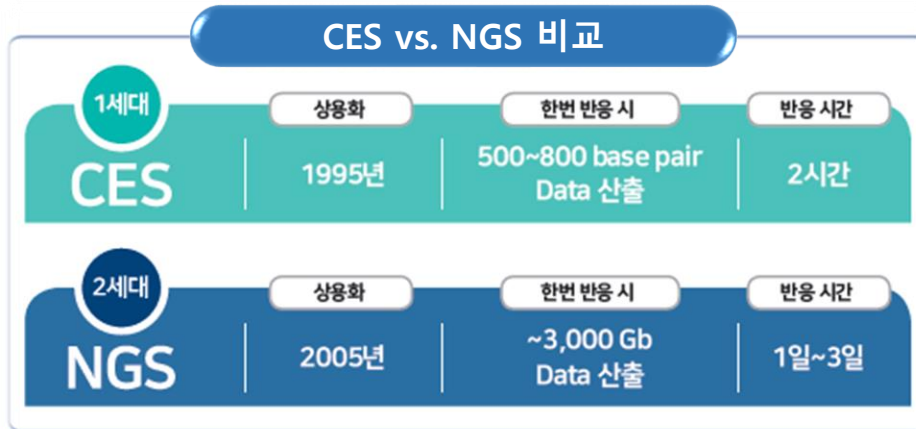 CES vs. NGS 비교
1세대
CES
상용화
1995년
한번 반응 시
500~800 base pair
Data 산출
반응 시간
2시간
2세대
NGS
상용화
2005년
한번 반응 시
~3,000 Gb
Data 산출
반응 시간
1일~3일